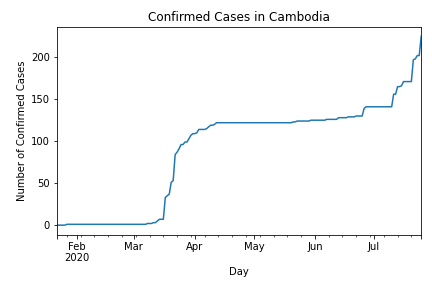 Confirmed Cases in Cambodia
Number of Confirmed Cases
200
150
100
50
0
Feb Mar Apr May Jun Jul
2020
Day